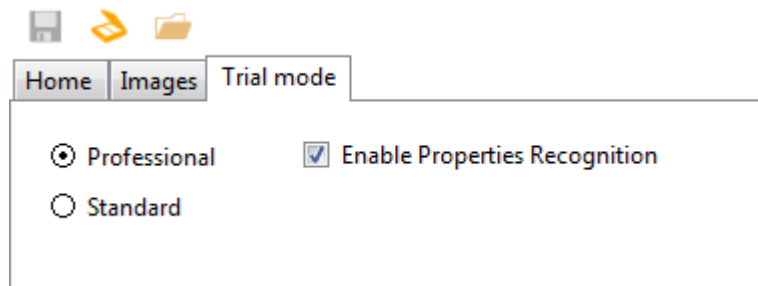 Home Images Trial mode
Professional Enable Properties Recognition
Standard